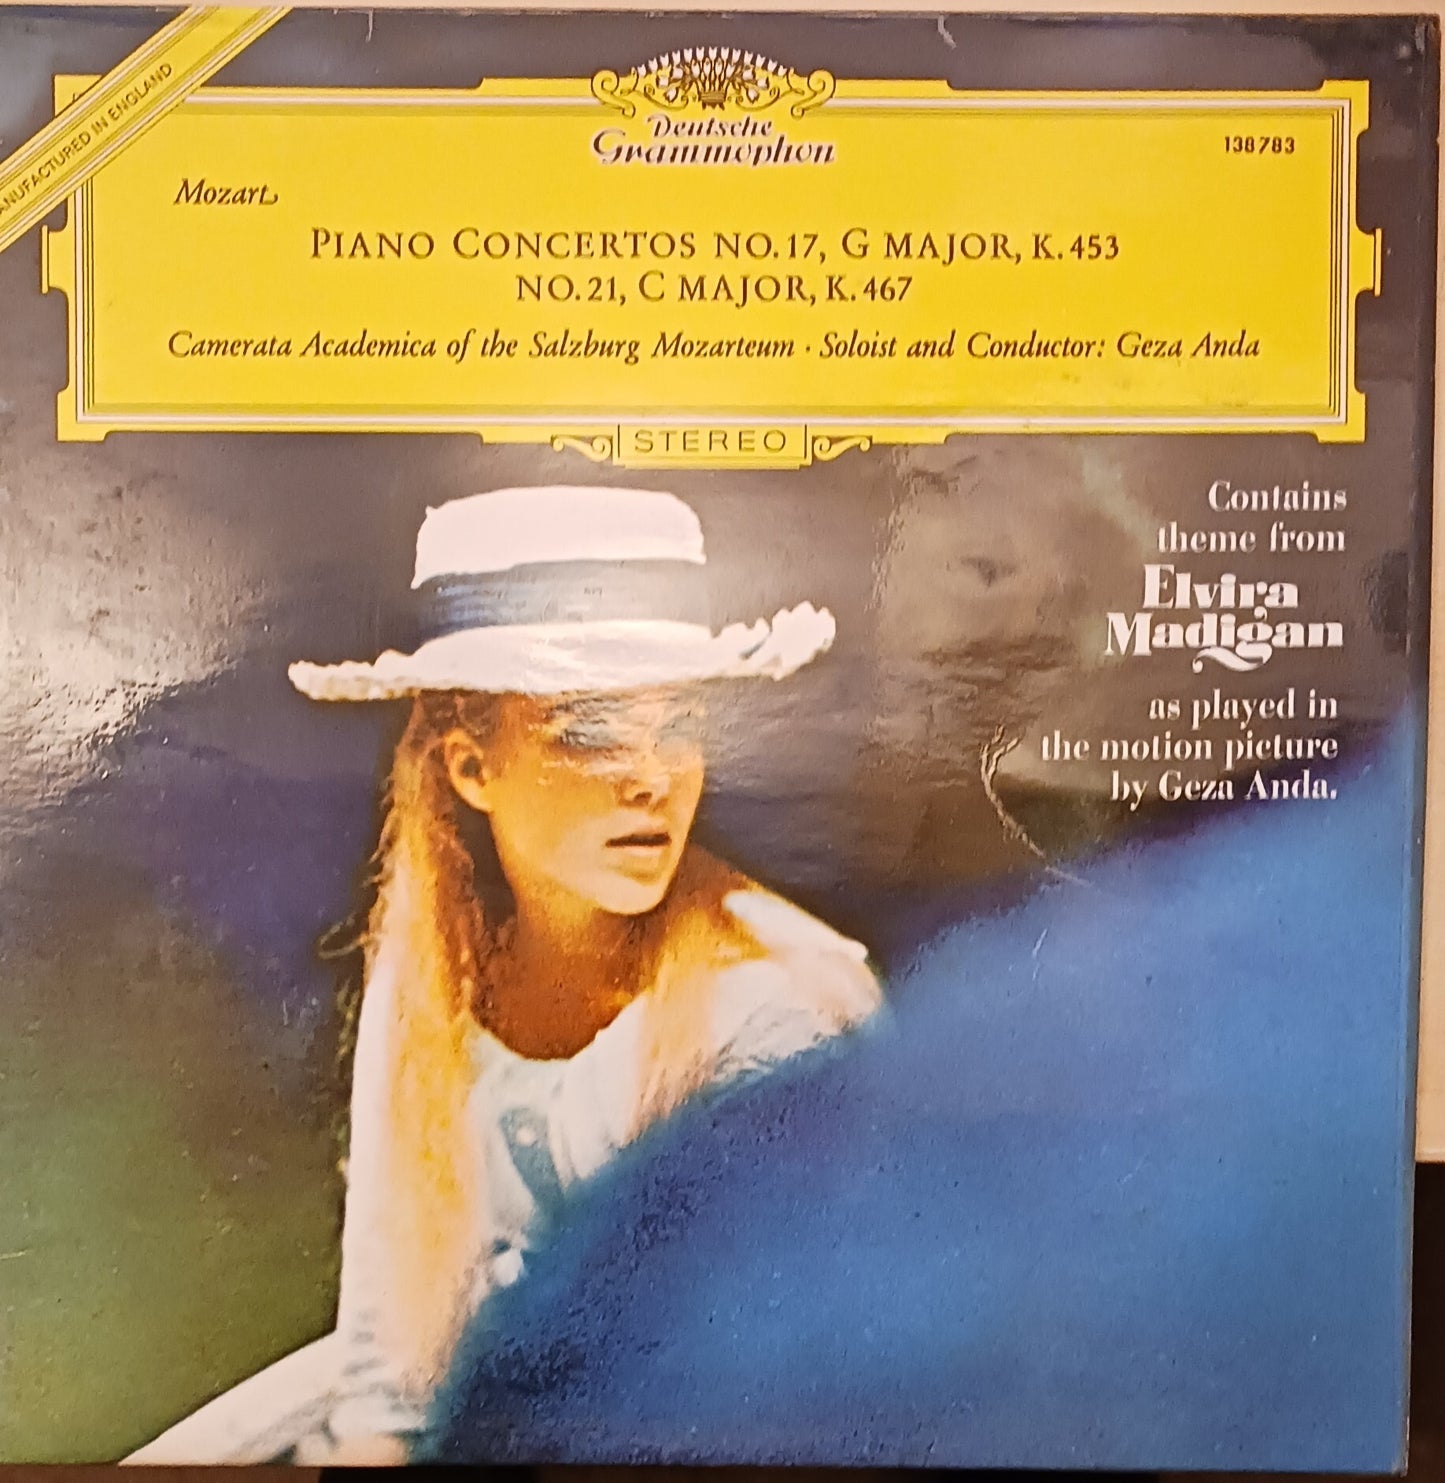 MANUFACTURED IN ENGLAND
Deutsche
Grammophon
138783
Mozart
PIANO CONCERTOS NO. 17, G MAJOR, K. 453
NO. 21, C MAJOR, K. 467
Camerata Academica of the Salzburg Mozarteum · Soloist and Conductor: Geza Anda
STEREO
Contains
theme from
Elvira
Madigan
as played in
the motion picture
by Geza Anda.